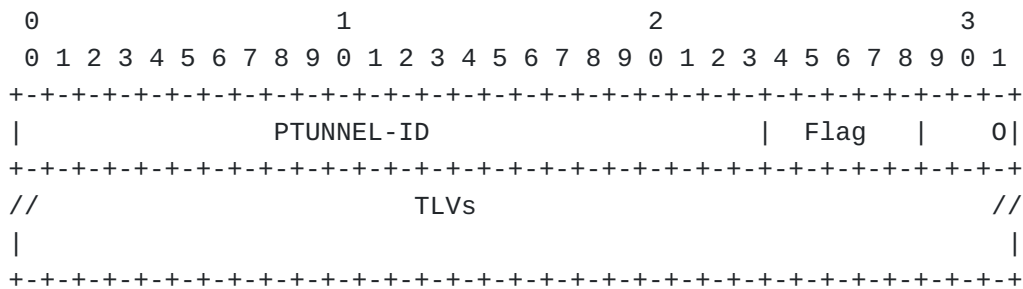 0                   1                   2                   3
 0 1 2 3 4 5 6 7 8 9 0 1 2 3 4 5 6 7 8 9 0 1 2 3 4 5 6 7 8 9 0 1
+-+-+-+-+-+-+-+-+-+-+-+-+-+-+-+-+-+-+-+-+-+-+-+-+-+-+-+-+-+-+-+-+
|                PTUNNEL-ID                     |  Flag   |    O|
+-+-+-+-+-+-+-+-+-+-+-+-+-+-+-+-+-+-+-+-+-+-+-+-+-+-+-+-+-+-+-+-+
//                        TLVs                                 //
|                                                               |
+-+-+-+-+-+-+-+-+-+-+-+-+-+-+-+-+-+-+-+-+-+-+-+-+-+-+-+-+-+-+-+-+